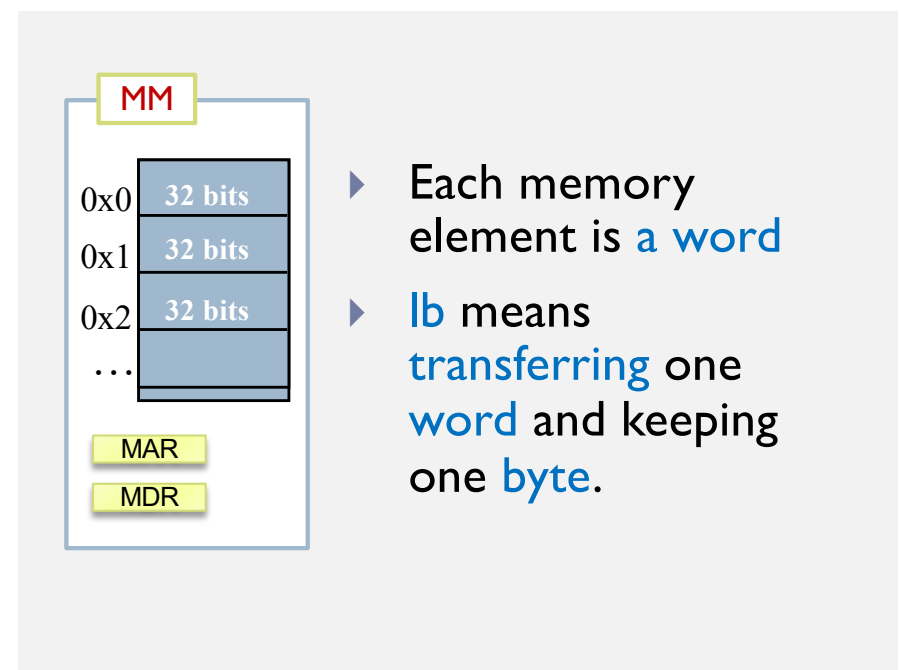 MM
0x0 32 bits
0x1 32 bits
0x2 32 bits
...
MAR
MDR
Each memory
element is a word
lb means
transferring one
word and keeping
one byte.